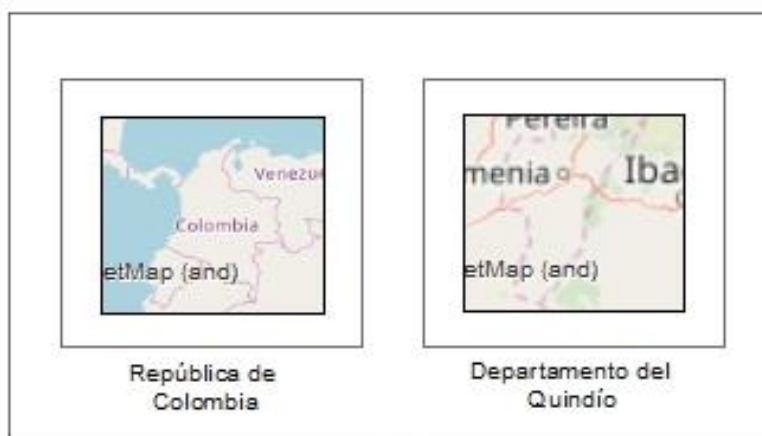 Venezu
Colombia
etMap (and)
República de
Colombia
Pereira
menia
Iba
etMap (and)
Departamento del
Quindío